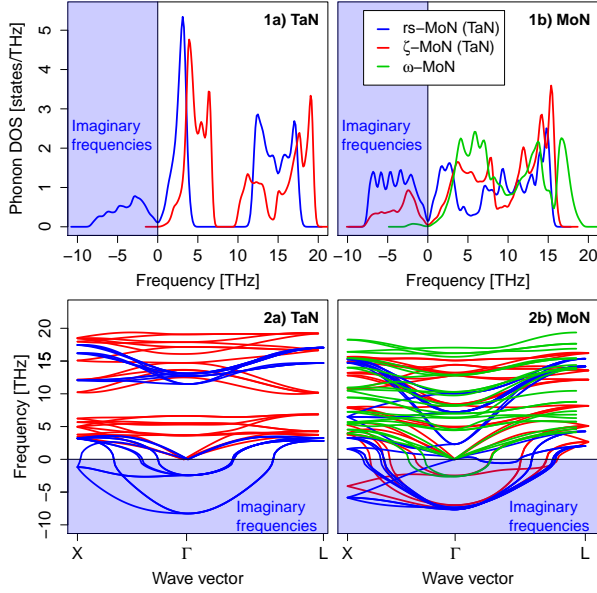 1a) TaN
1b) MoN
rs−MoN (TaN)
ζ−MoN (TaN)
ω−MoN
Phonon DOS [states/THz]
0 1 2 3 4 5
Imaginary
frequencies
Imaginary
frequencies
−10 −5 0 5 10 15 20
−10 −5 0 5 10 15 20
Frequency [THz]
Frequency [THz]
2a) TaN
2b) MoN
Frequency [THz]
−10 −5 0 5 10 15 20
Imaginary
frequencies
Imaginary
frequencies
X Γ L
X Γ L
Wave vector
Wave vector